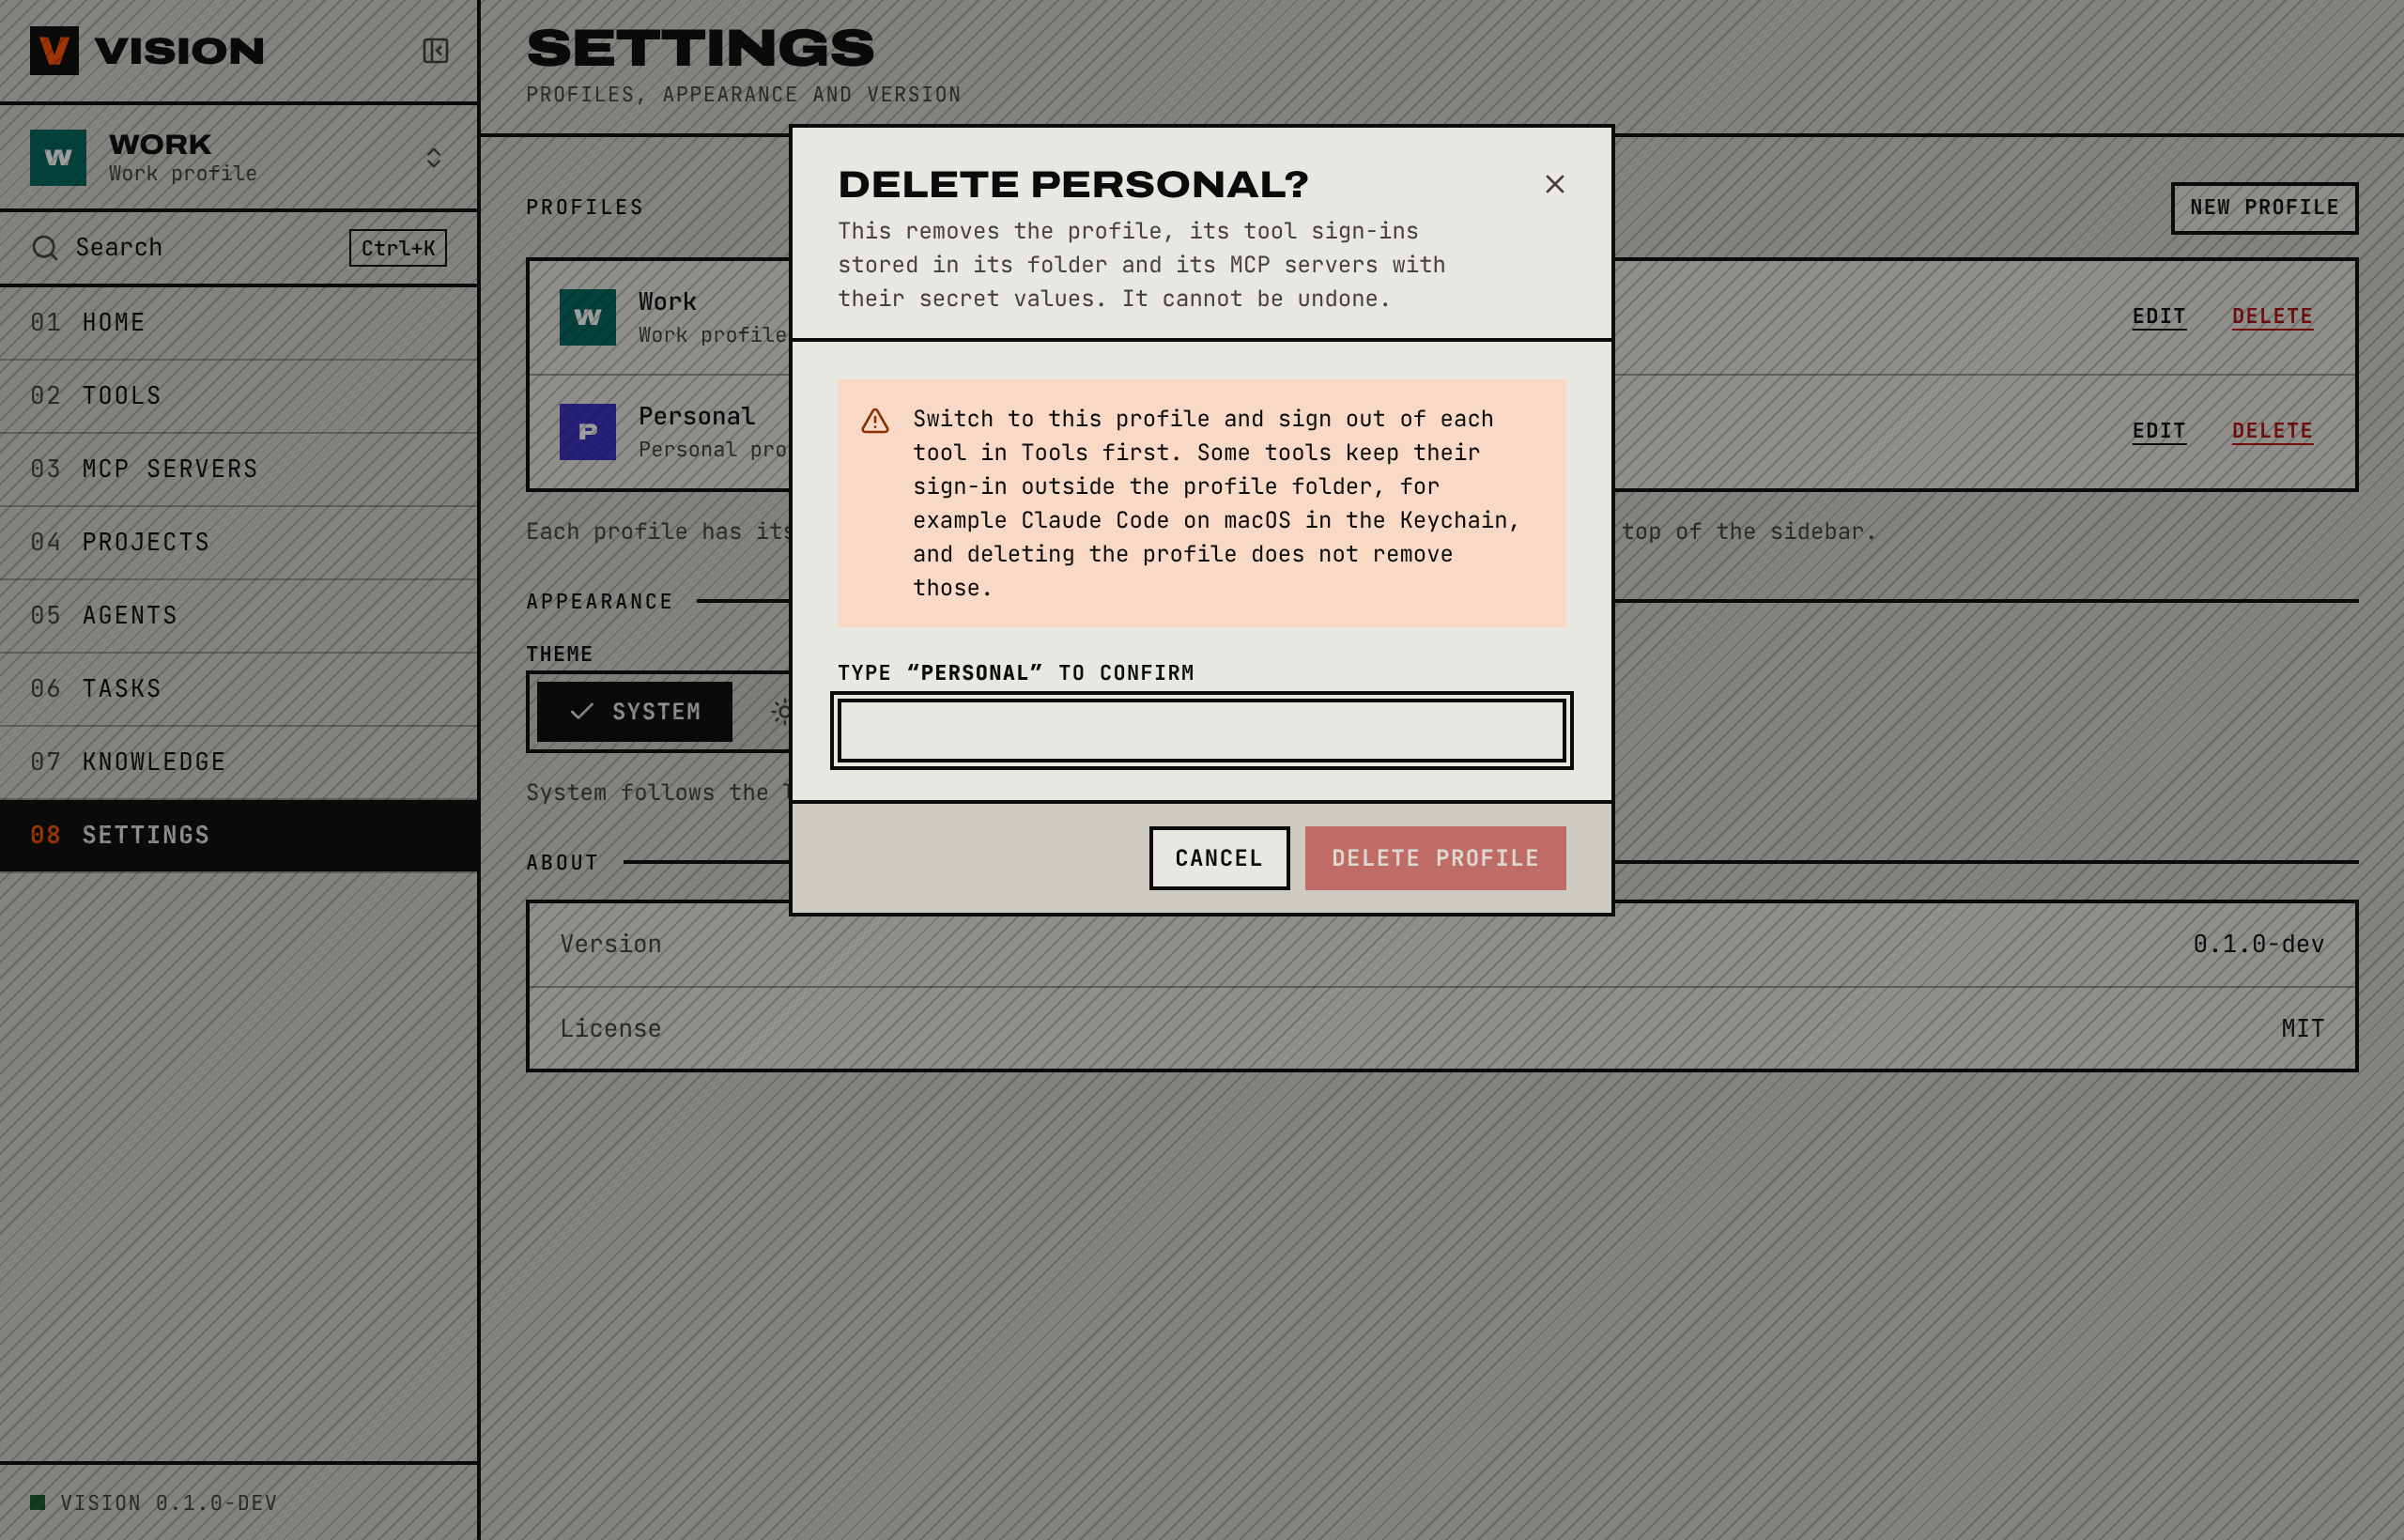 V VISION
W WORK
Work profile
Search Ctrl+K
01 HOME
02 TOOLS
03 MCP SERVERS
04 PROJECTS
05 AGENTS
06 TASKS
07 KNOWLEDGE
08 SETTINGS
VISION 0.1.0-DEV
SETTINGS
PROFILES, APPEARANCE AND VERSION
PROFILES
NEW PROFILE
W Work
Work profile
EDIT DELETE
P Personal
Personal pro
EDIT DELETE
Each profile has its
top of the sidebar.
APPEARANCE
THEME
SYSTEM
System follows the
ABOUT
Version 0.1.0-dev
License MIT
DELETE PERSONAL?
This removes the profile, its tool sign-ins
stored in its folder and its MCP servers with
their secret values. It cannot be undone.
Switch to this profile and sign out of each
tool in Tools first. Some tools keep their
sign-in outside the profile folder, for
example Claude Code on macOS in the Keychain,
and deleting the profile does not remove
those.
TYPE “PERSONAL” TO CONFIRM
CANCEL DELETE PROFILE